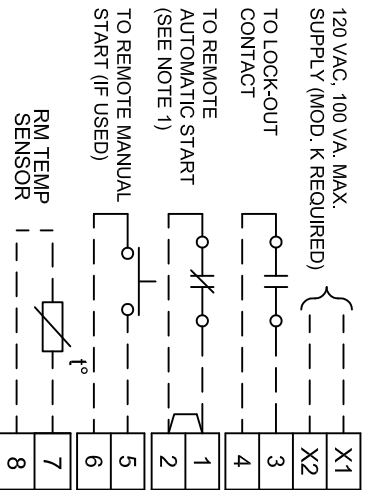 120 VAC, 100 VA. MAX.
SUPPLY (MOD. K REQUIRED)
X1
X2
TO LOCK-OUT
CONTACT
3
4
TO REMOTE
AUTOMATIC START
(SEE NOTE 1)
1
2
TO REMOTE MANUAL
START (IF USED)
5
6
RM TEMP
SENSOR
t°
7
8